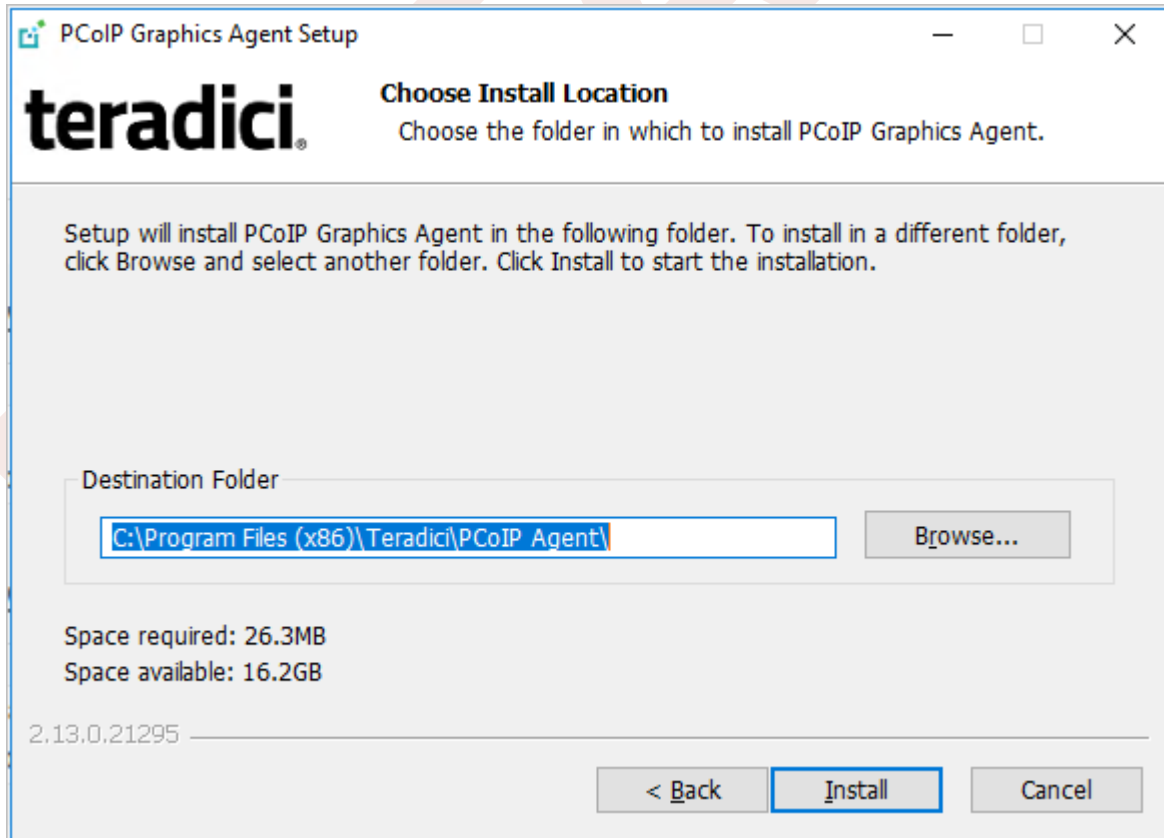 PCoIP Graphics Agent Setup
teradici®
Choose Install Location
Choose the folder in which to install PCoIP Graphics Agent.
Setup will install PCoIP Graphics Agent in the following folder. To install in a different folder,
click Browse and select another folder. Click Install to start the installation.
Destination Folder
C:\Program Files (x86)\Teradici\PCoIP Agent\
Browse...
Space required: 26.3MB
Space available: 16.2GB
2.13.0.21295
< Back
Install
Cancel